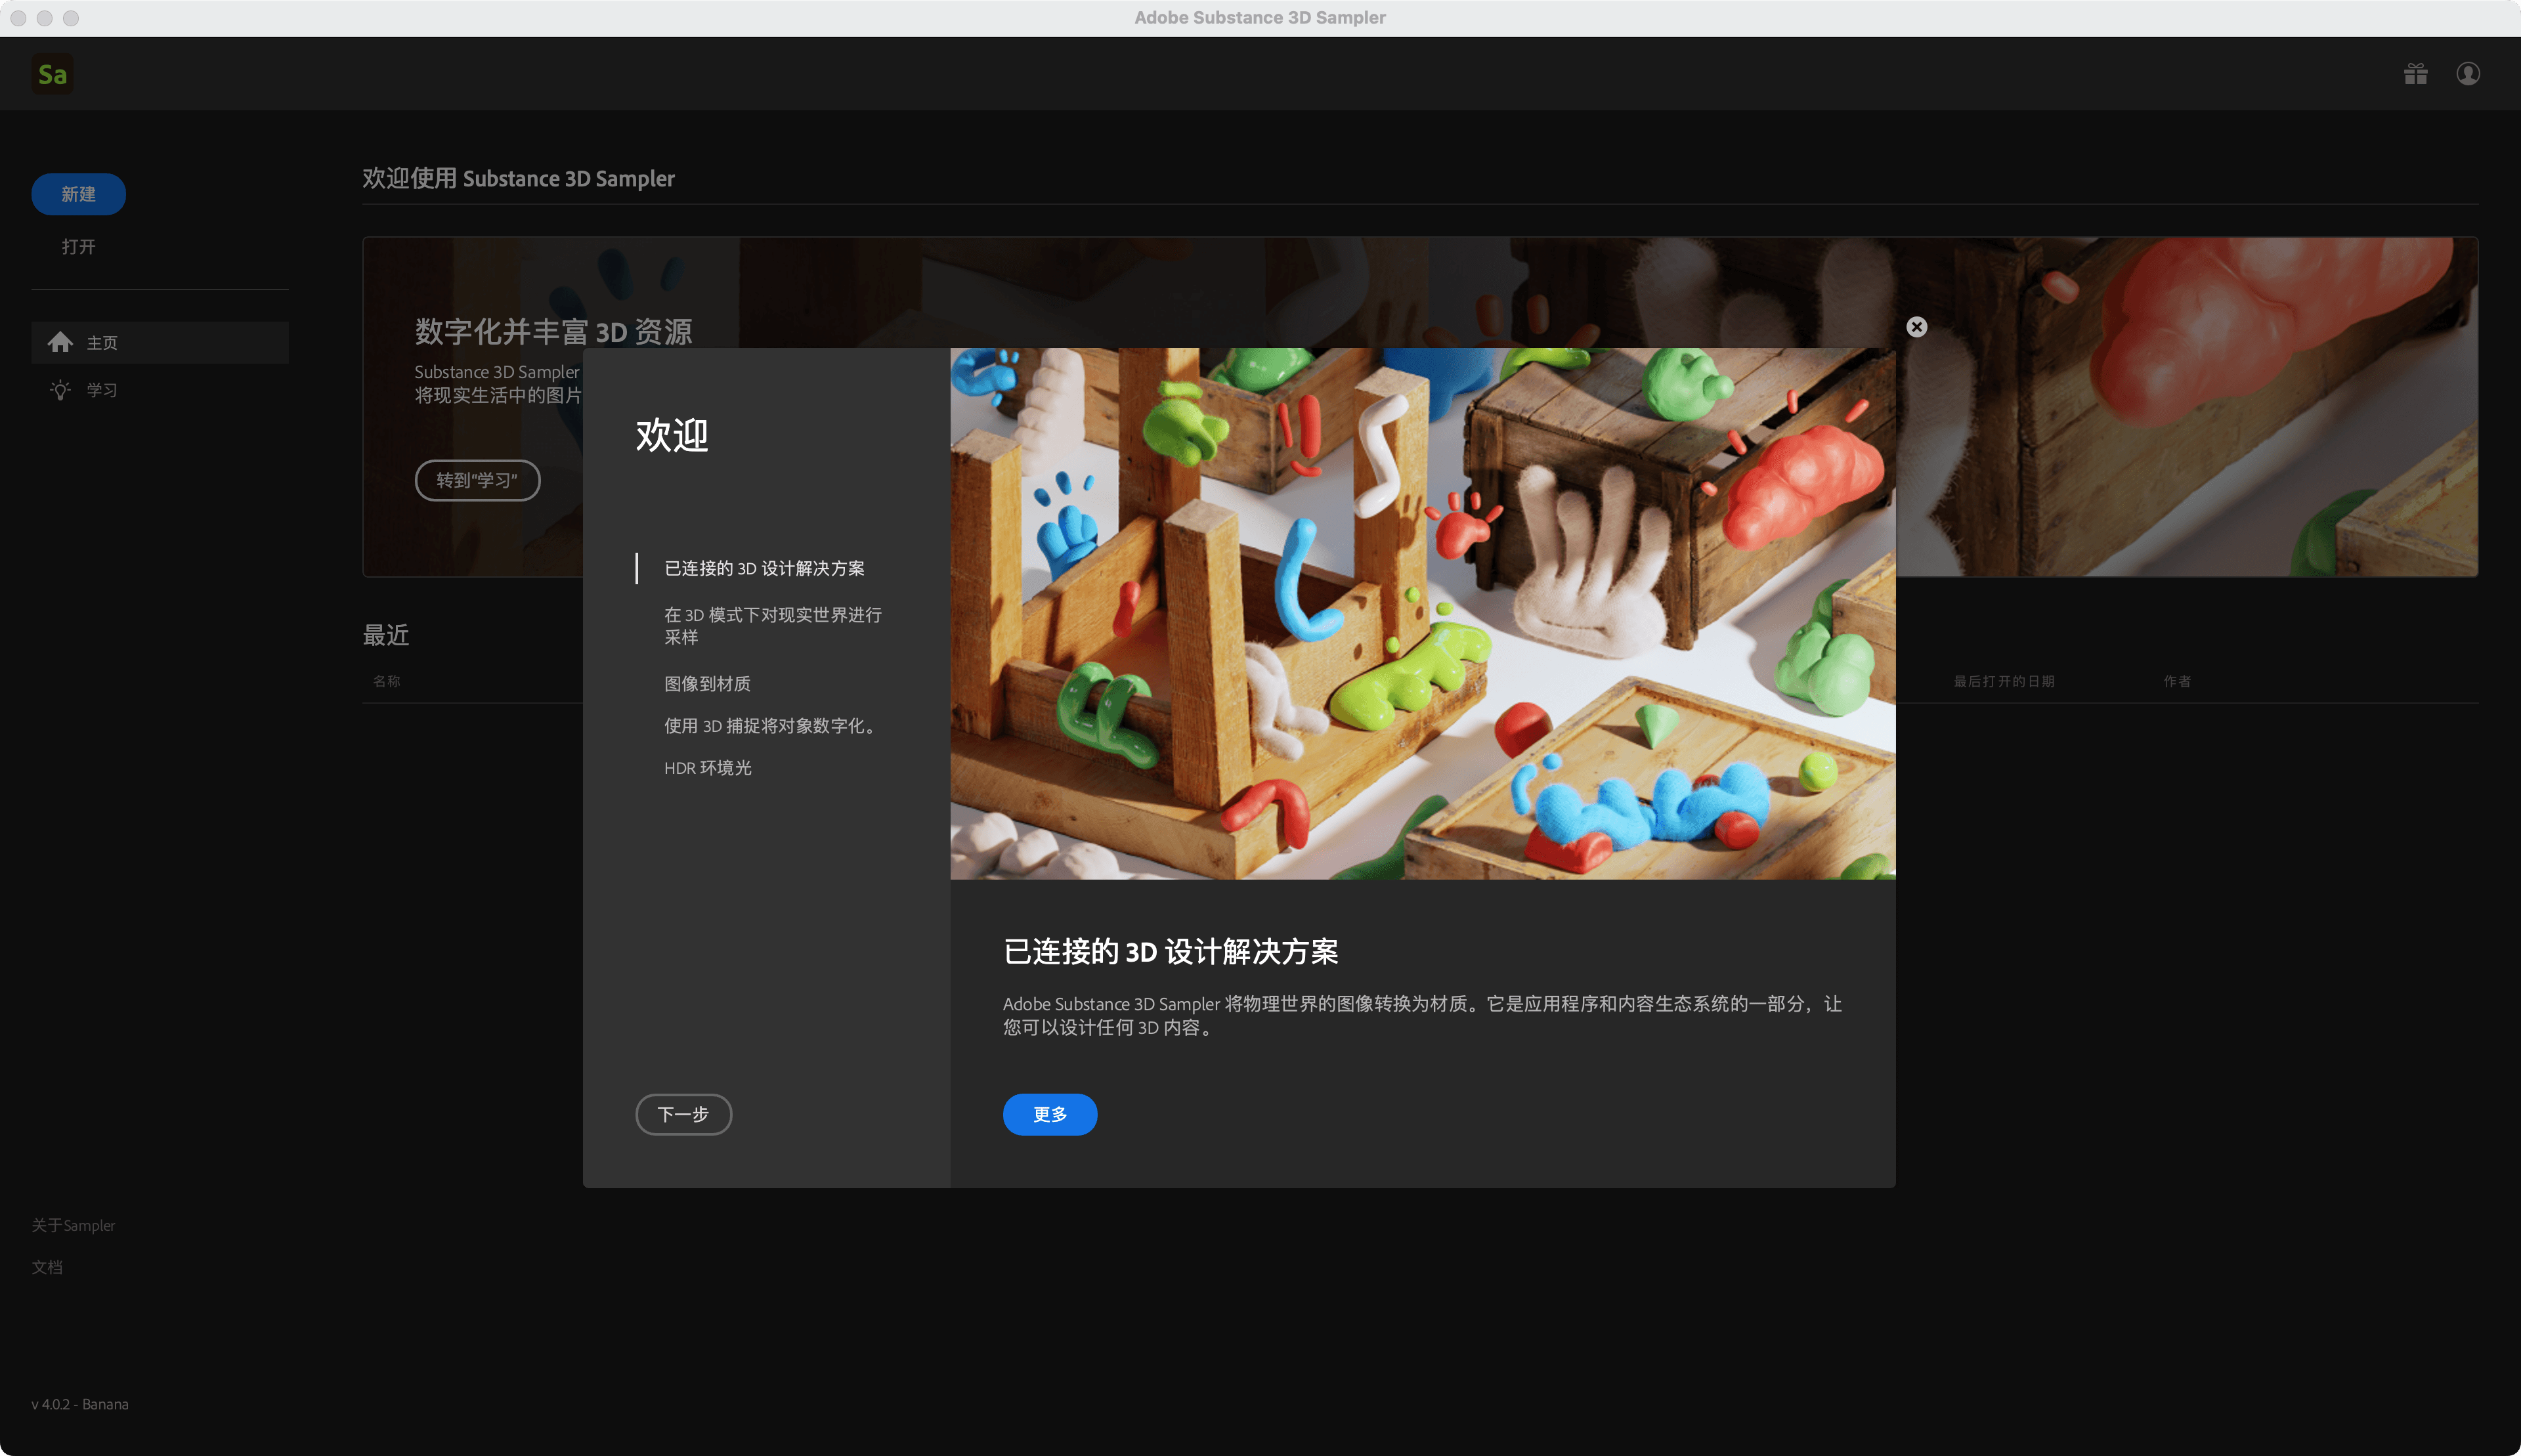 Adobe Substance 3D Sampler
Sa
新建
打开
主页
学习
欢迎使用 Substance 3D Sampler
数字化并丰富 3D 资源
Substance 3D Sampler
将现实生活中的图片
转到“学习”
最近
名称
最后打开的日期
作者
欢迎
已连接的 3D 设计解决方案
在 3D 模式下对现实世界进行
采样
图像到材质
使用 3D 捕捉将对象数字化。
HDR 环境光
下一步
已连接的 3D 设计解决方案
Adobe Substance 3D Sampler 将物理世界的图像转换为材质。它是应用程序和内容生态系统的一部分，让
您可以设计任何 3D 内容。
更多
关于Sampler
文档
v 4.0.2 - Banana